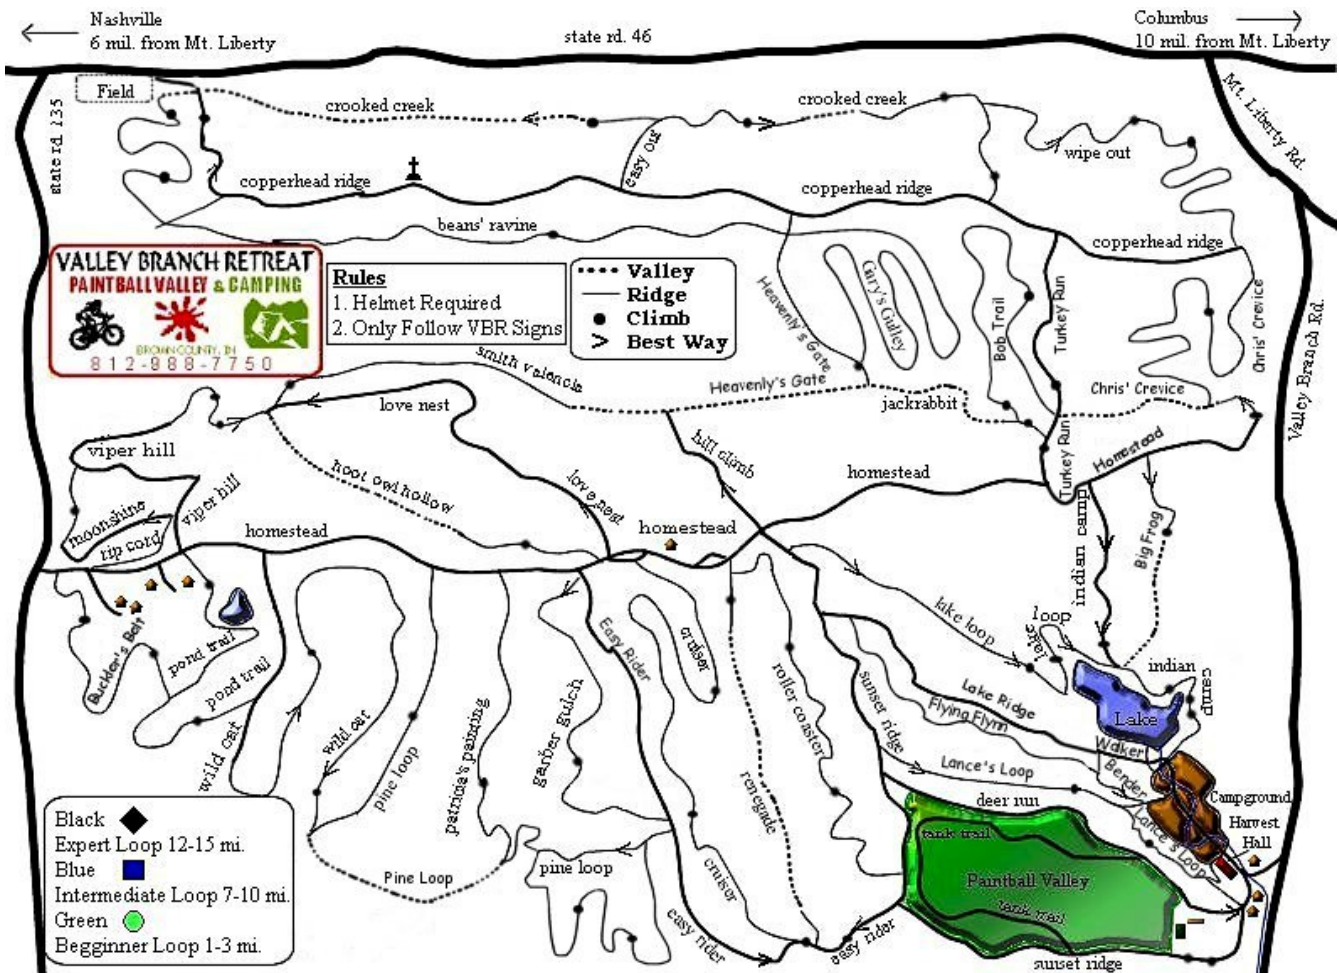 Nashville
6 mil. from Mt. Liberty
state rd. 46
Columbus
10 mil. from Mt. Liberty
Field
state rd. 135
crooked creek
crooked creek
Mt. Liberty Rd.
easy out
wipe out
copperhead ridge
copperhead ridge
copperhead ridge
beans' ravine
VALLEY BRANCH RETREAT
PAINTBALL VALLEY & CAMPING
BROWN COUNTY, IN
812-988-7750
Rules
1. Helmet Required
2. Only Follow VBR Signs
Valley
Ridge
Climb
Best Way
Heavenly's Gate
Gary's Gulley
Bob Trail
Turkey Run
Chris' Crevice
Valley Branch Rd.
smith valencia
Heavenly's Gate
jackrabbit
Chris' Crevice
love nest
viper hill
hoot owl hollow
love nest
hill climb
homestead
Turkey Run
Homestead
moonshine
viper hill
rip cord
homestead
homestead
indian camp
Big Frog
Buckler's Belt
pond trail
pond trail
wild cat
wild cat
pine loop
patricia's paining
garber gulch
Easy Rider
cruiser
renegade
roller coaster
lake loop
loop
indian
camp
sunset ridge
Lake Ridge
Flying Flynn
Lake
Walker
Bender
Lance's Loop
deer run
Campground
Harvest
Hall
Lance's Loop
tank trail
Paintball Valley
tank trail
Pine Loop
pine loop
cruiser
easy rider
easy rider
sunset ridge
Black
Expert Loop 12-15 mi.
Blue
Intermediate Loop 7-10 mi.
Green
Begginner Loop 1-3 mi.